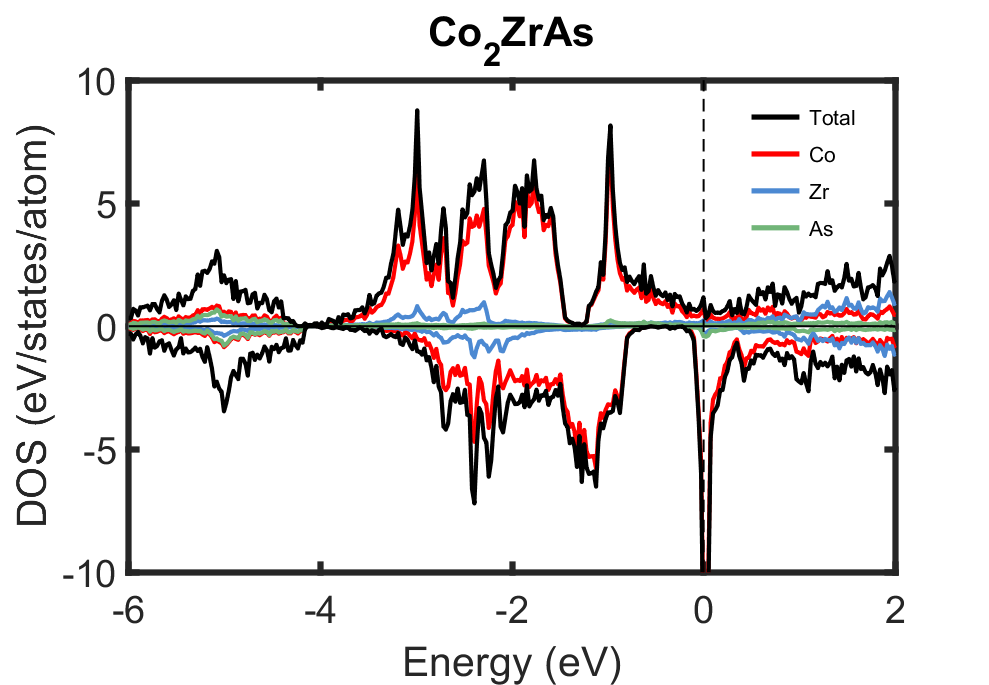 Co₂ZrAs
10
5
0
-5
-10
DOS (eV/states/atom)
Total
Co
Zr
As
-6
-4
-2
0
2
Energy (eV)